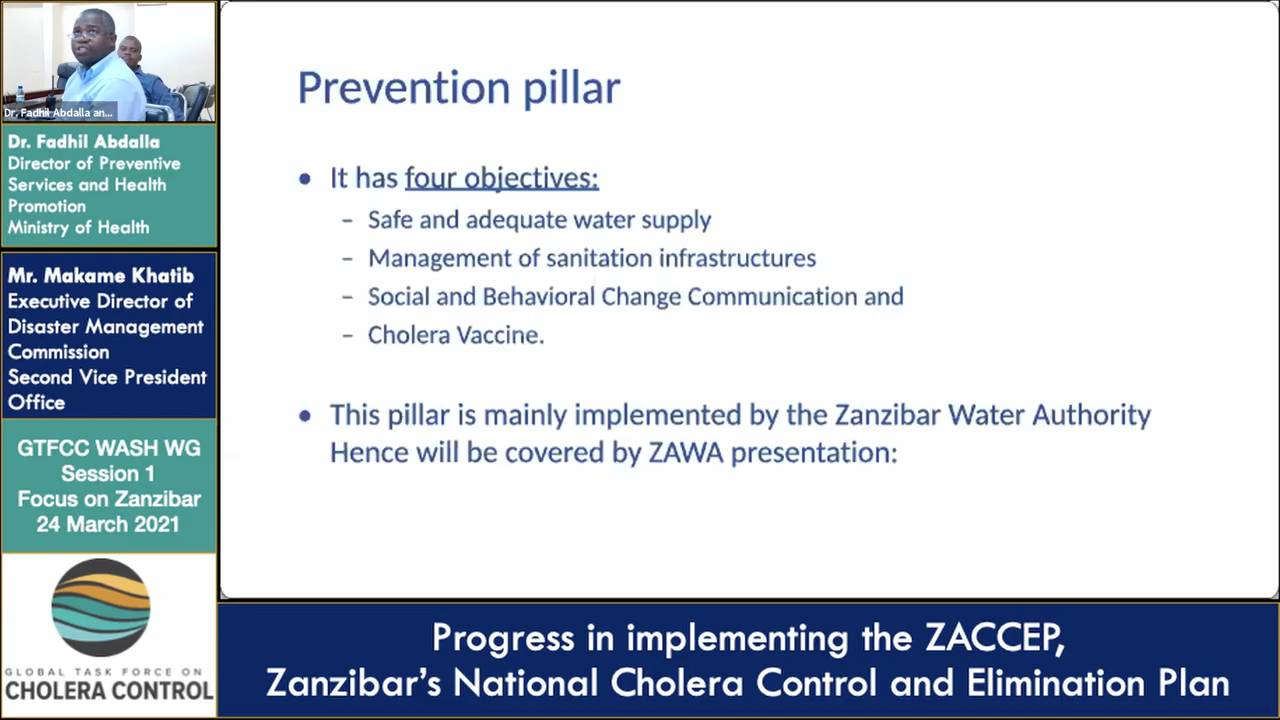 Dr. Fadhil Abdalla an...
Dr. Fadhil Abdalla
Director of Preventive
Services and Health
Promotion
Ministry of Health
Mr. Makame Khatib
Executive Director of
Disaster Management
Commission
Second Vice President
Office
GTFCC WASH WG
Session 1
Focus on Zanzibar
24 March 2021
GLOBAL TASK FORCE ON
CHOLERA CONTROL
Prevention pillar
• It has four objectives:
– Safe and adequate water supply
– Management of sanitation infrastructures
– Social and Behavioral Change Communication and
– Cholera Vaccine.
• This pillar is mainly implemented by the Zanzibar Water Authority
Hence will be covered by ZAWA presentation:
Progress in implementing the ZACCEP,
Zanzibar’s National Cholera Control and Elimination Plan